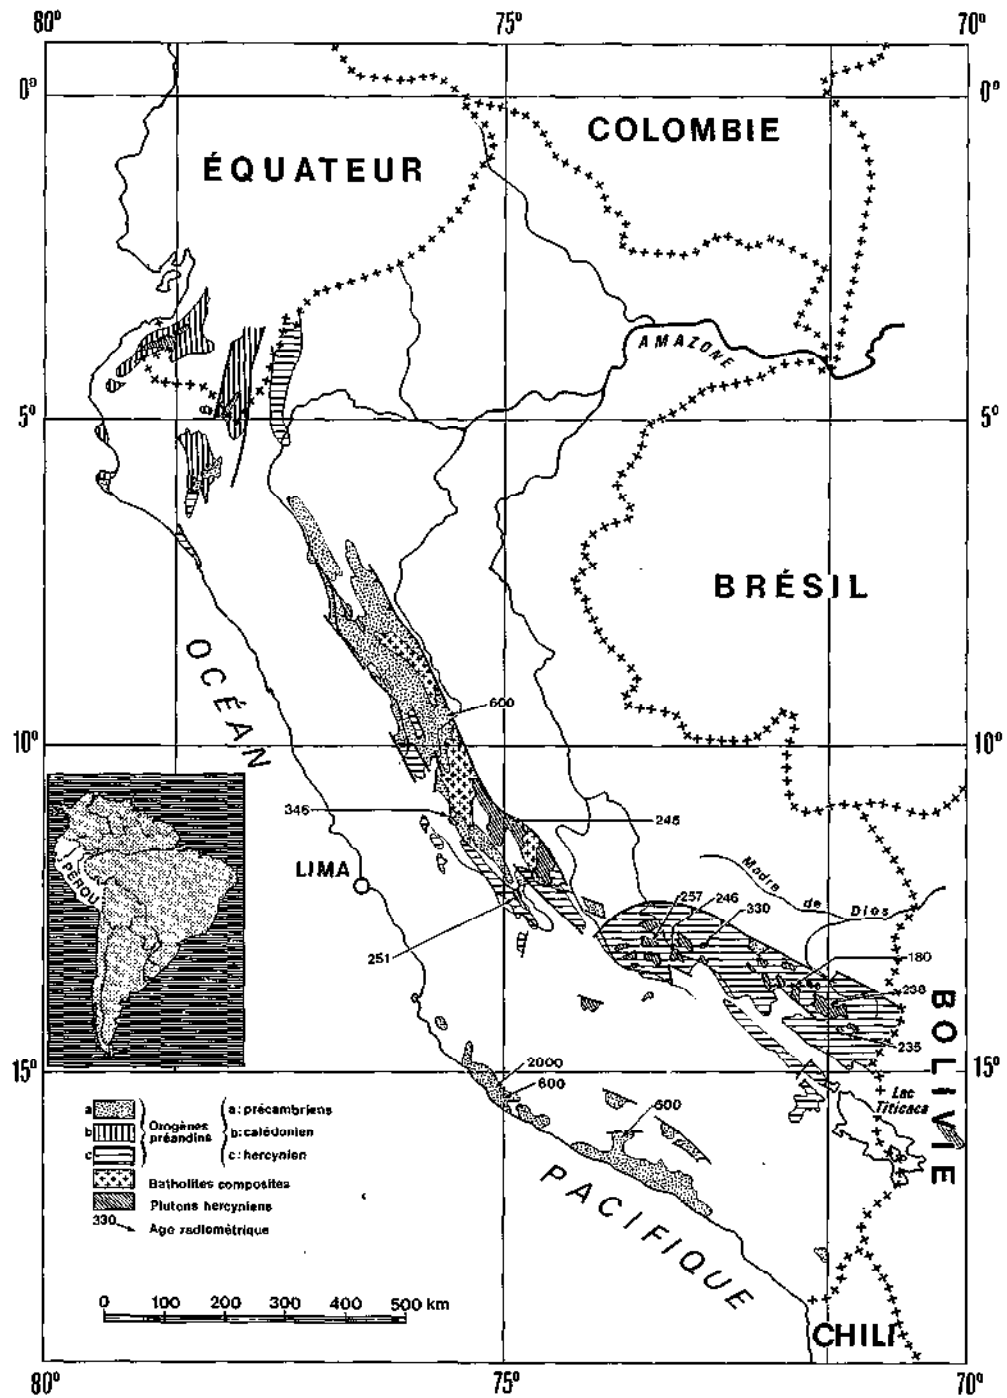 80° 75° 70°
0° 0°
COLOMBIE
ÉQUATEUR
AMAZONE
5° 5°
BRÉSIL
OCÉAN
600
10° 10°
346
245
PÉROU
LIMA
Madre de Dios
257 246 330
251
180
238
BOLIVIE
235
2000
15° 15°
600
600
Lac
Titicaca
a
b
c
Orogènes
préandins
a: précambriens
b: calédonien
c: hercynien
Batholites composites
Plutons hercyniens
330 Age radiométrique
PACIFIQUE
0 100 200 300 400 500 km
CHILI
80° 75° 70°